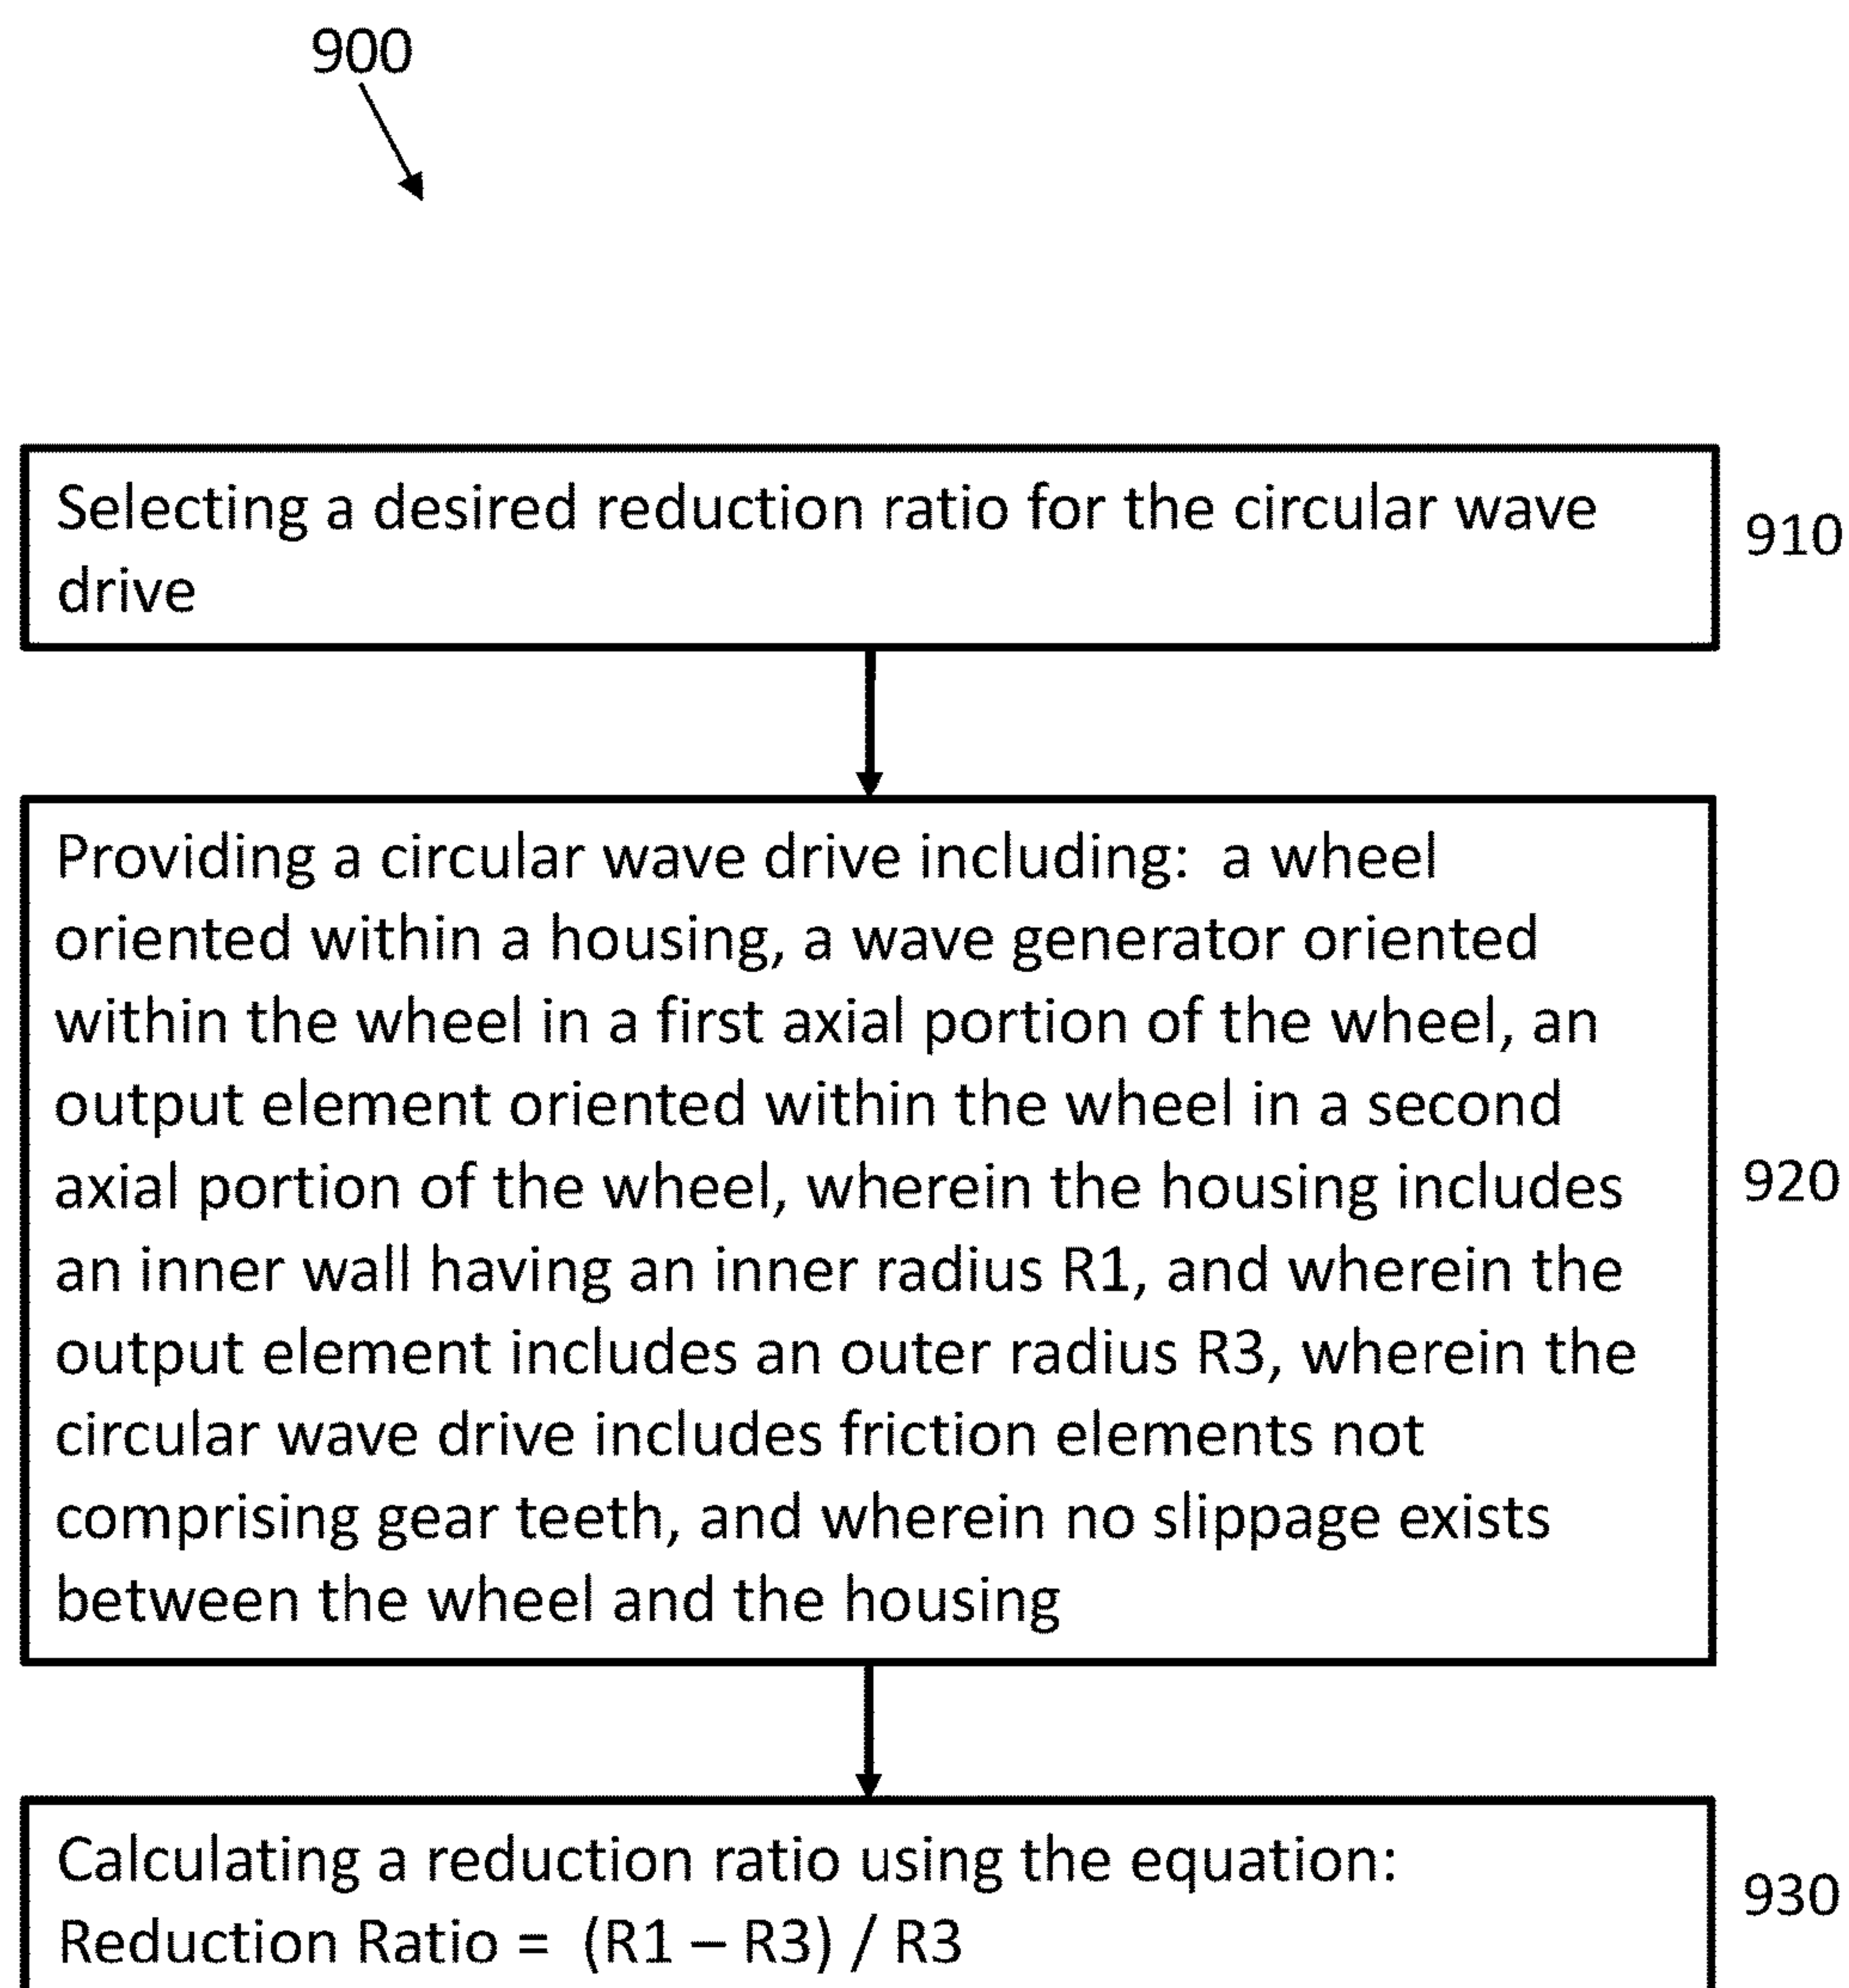 900
Selecting a desired reduction ratio for the circular wave
drive
910
Providing a circular wave drive including:  a wheel
oriented within a housing, a wave generator oriented
within the wheel in a first axial portion of the wheel, an
output element oriented within the wheel in a second
axial portion of the wheel, wherein the housing includes
an inner wall having an inner radius R1, and wherein the
output element includes an outer radius R3, wherein the
circular wave drive includes friction elements not
comprising gear teeth, and wherein no slippage exists
between the wheel and the housing
920
Calculating a reduction ratio using the equation:
Reduction Ratio =  (R1 – R3) / R3
930